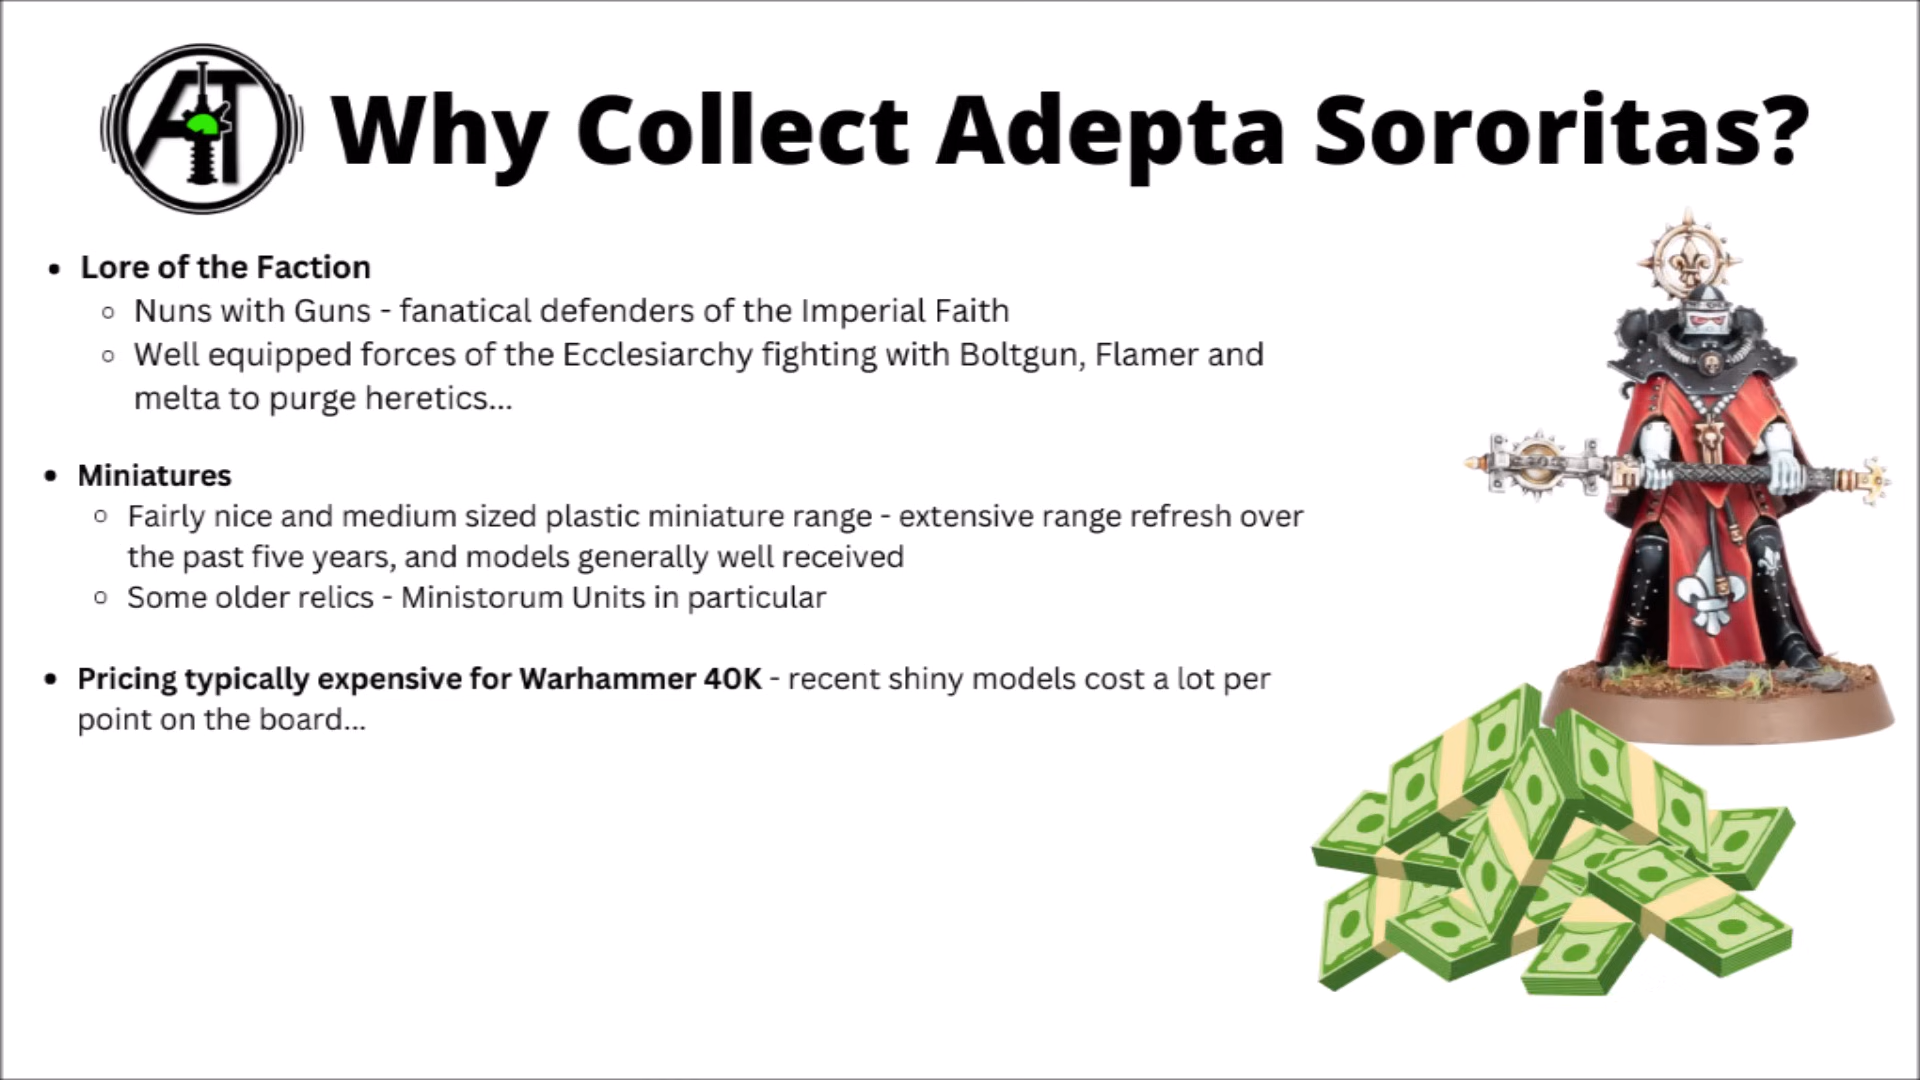 AT
Why Collect Adepta Sororitas?
• Lore of the Faction
○ Nuns with Guns - fanatical defenders of the Imperial Faith
○ Well equipped forces of the Ecclesiarchy fighting with Boltgun, Flamer and
melta to purge heretics...
• Miniatures
○ Fairly nice and medium sized plastic miniature range - extensive range refresh over
the past five years, and models generally well received
○ Some older relics - Ministorum Units in particular
• Pricing typically expensive for Warhammer 40K - recent shiny models cost a lot per
point on the board...